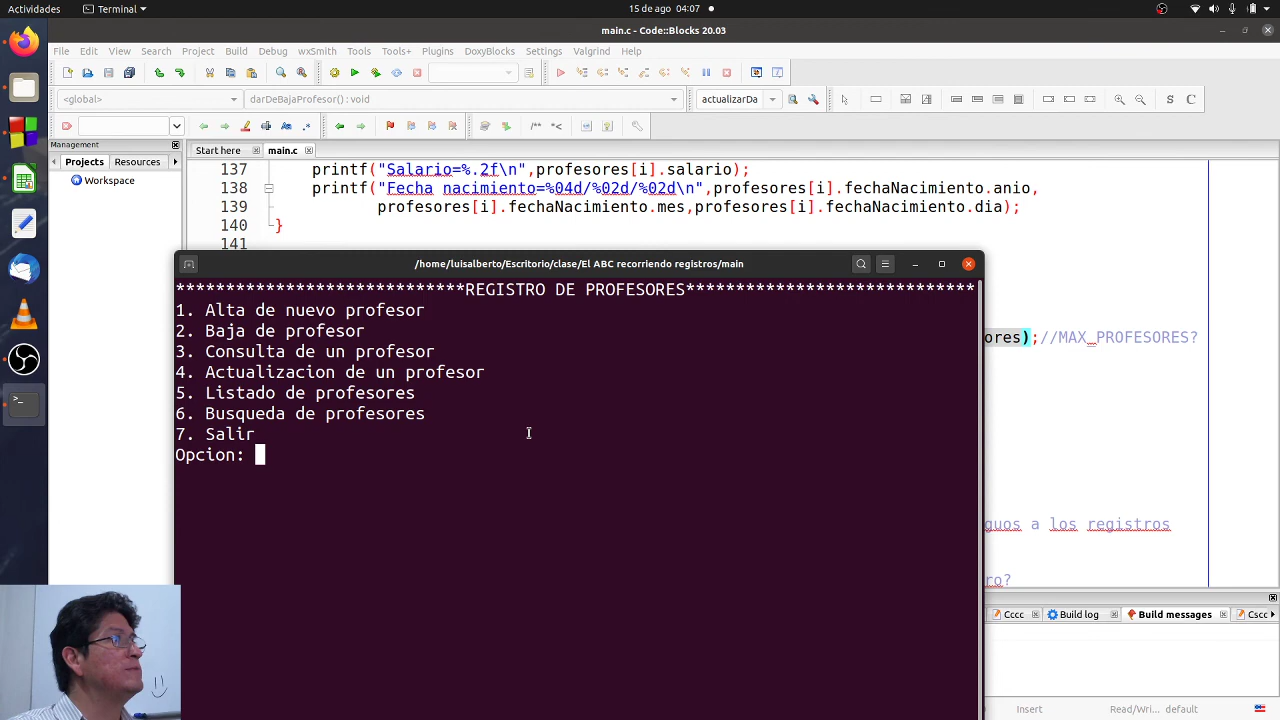 Actividades
Terminal
15 de ago 04:07
main.c - Code::Blocks 20.03
File Edit View Search Project Build Debug wxSmith Tools Tools+ Plugins DoxyBlocks Settings Valgrind Help
<global>
darDeBajaProfesor() : void
actualizar
S C
/** *<
Management
Projects Resources
Workspace
Start here
main.c
137 printf("Salario=%.2f\n",profesores[i].salario);
138 printf("Fecha nacimiento=%04d/%02d/%02d\n",profesores[i].fechaNacimiento.anio,
139 profesores[i].fechaNacimiento.mes,profesores[i].fechaNacimiento.dia);
140 }
141
/home/luisalberto/Escritorio/clase/El ABC recorriendo registros/main
****************************REGISTRO DE PROFESORES****************************
1. Alta de nuevo profesor
2. Baja de profesor
3. Consulta de un profesor
4. Actualizacion de un profesor
5. Listado de profesores
6. Busqueda de profesores
7. Salir
Opcion:
ores);//MAX_PROFESORES?
guos a los registros
ro?
Cccc
Build log
Build messages
Cscc
Insert
Read/Wri...
default